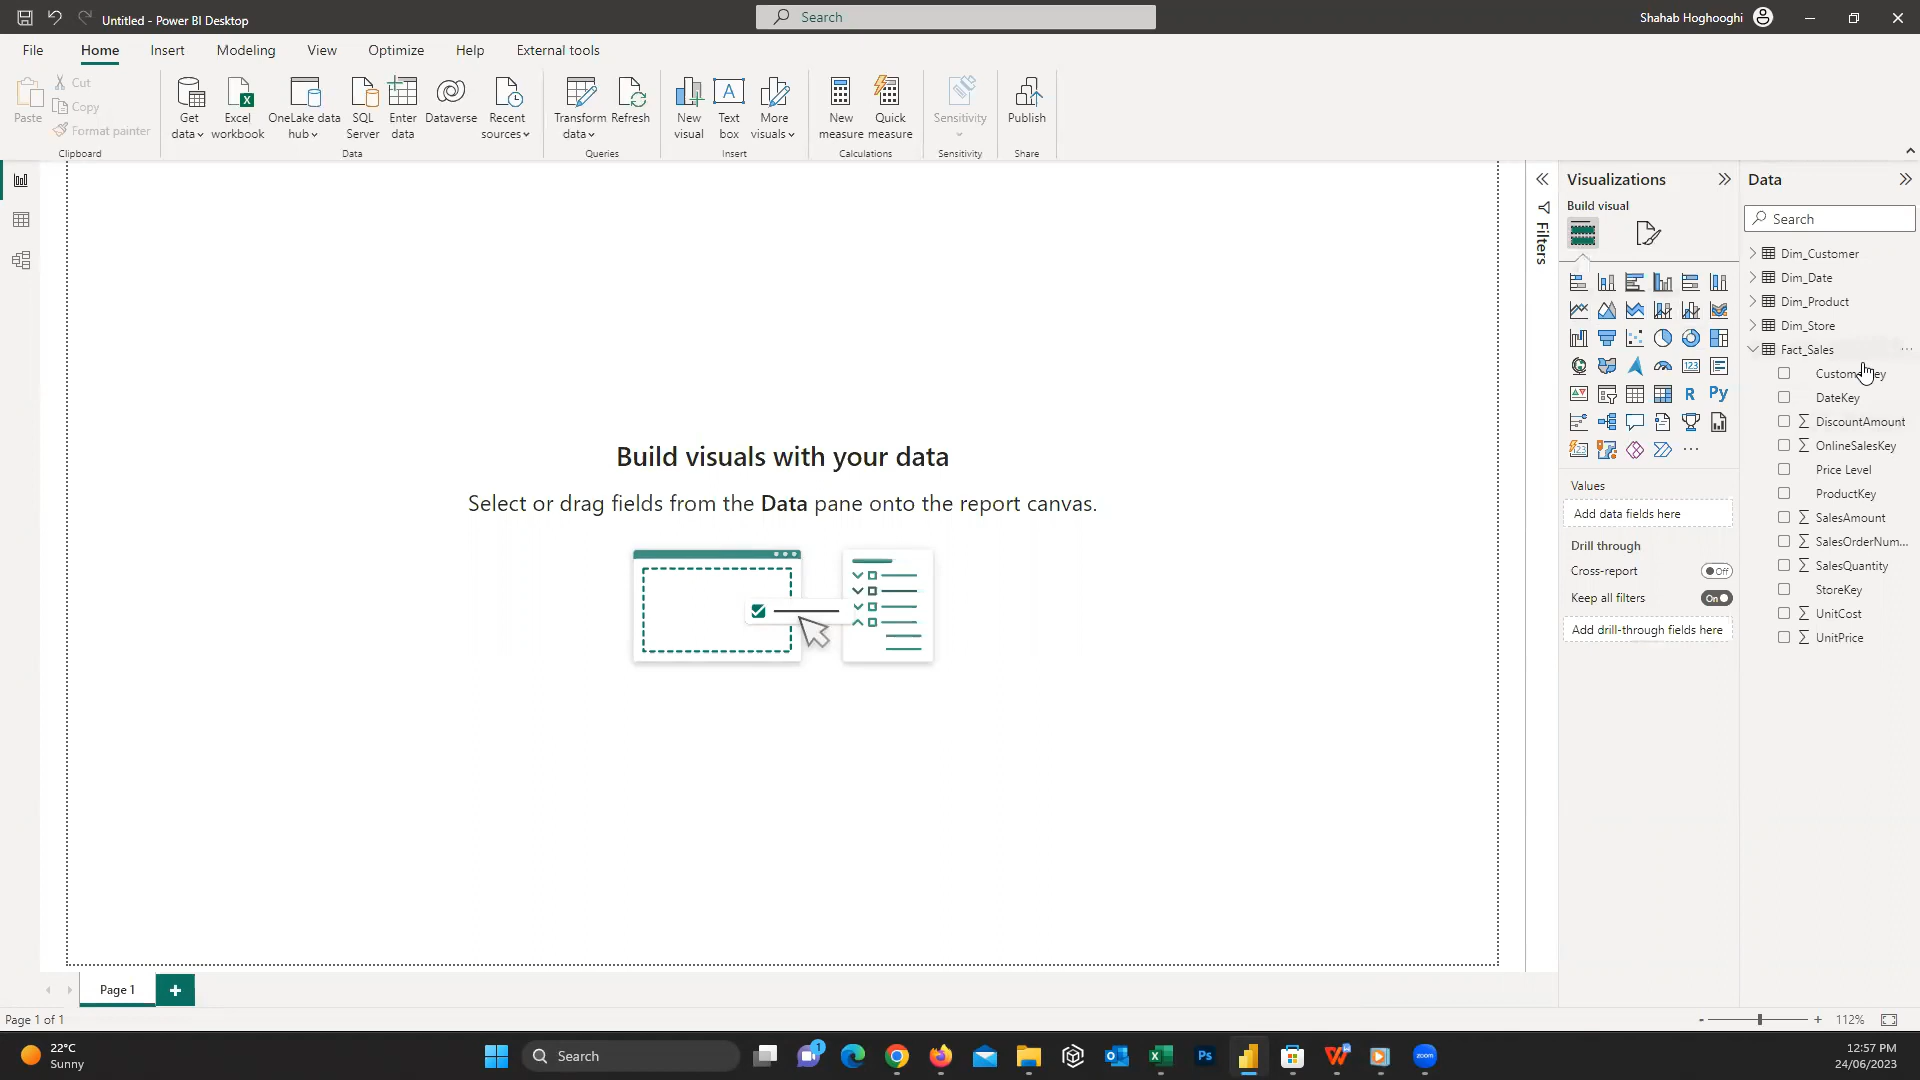 Untitled - Power BI Desktop
Search
Shahab Hoghooghi
File
Home
Insert
Modeling
View
Optimize
Help
External tools
Paste
Cut
Copy
Format painter
Clipboard
Get data
Excel workbook
OneLake data hub
SQL Server
Enter data
Dataverse
Recent sources
Data
Transform data
Refresh
Queries
New visual
Text box
More visuals
Insert
New measure
Quick measure
Calculations
Sensitivity
Sensitivity
Publish
Share
Build visuals with your data
Select or drag fields from the Data pane onto the report canvas.
Filters
Visualizations
Build visual
123
R
Py
123
Values
Add data fields here
Drill through
Cross-report
Off
Keep all filters
On
Add drill-through fields here
Data
Search
Dim_Customer
Dim_Date
Dim_Product
Dim_Store
Fact_Sales
DateKey
DiscountAmount
OnlineSalesKey
Price Level
ProductKey
SalesAmount
SalesOrderNum...
SalesQuantity
StoreKey
UnitCost
UnitPrice
Page 1
Page 1 of 1
- + 112%
22°C
Sunny
Search
1
Ps
zoom
12:57 PM
24/06/2023